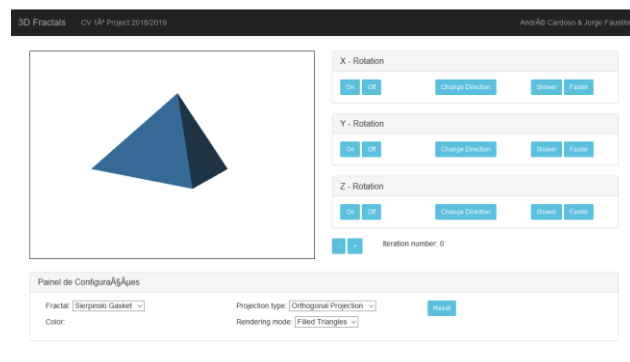 3D Fractals CV 1Âª Project 2018/2019 AndrÃ© Cardoso & Jorge Faustino
X - Rotation
On Off Change Direction Slower Faster
Y - Rotation
On Off Change Direction Slower Faster
Z - Rotation
On Off Change Direction Slower Faster
- + Iteration number: 0
Painel de ConfiguraÃ§Ãµes
Fractal: Sierpinski Gasket Projection type: Orthogonal Projection Reset
Color: Rendering mode: Filled Triangles